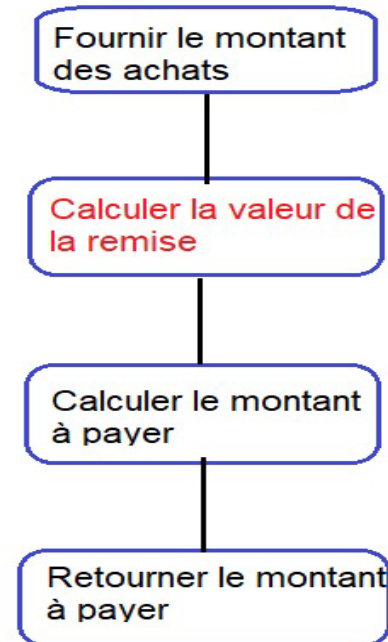 Fournir le montant
des achats
Calculer la valeur de
la remise
Calculer le montant
à payer
Retourner le montant
à payer